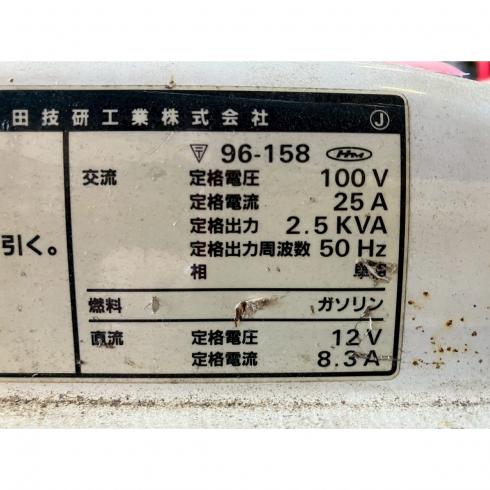 田技研工業株式会社 Ⓙ
〒 96-158 HM
交流 定格電圧 100 V
定格電流 25 A
定格出力 2.5 KVA
引く。 定格出力周波数 50 Hz
相
燃料 ガソリン
直流 定格電圧 12 V
定格電流 8.3 A